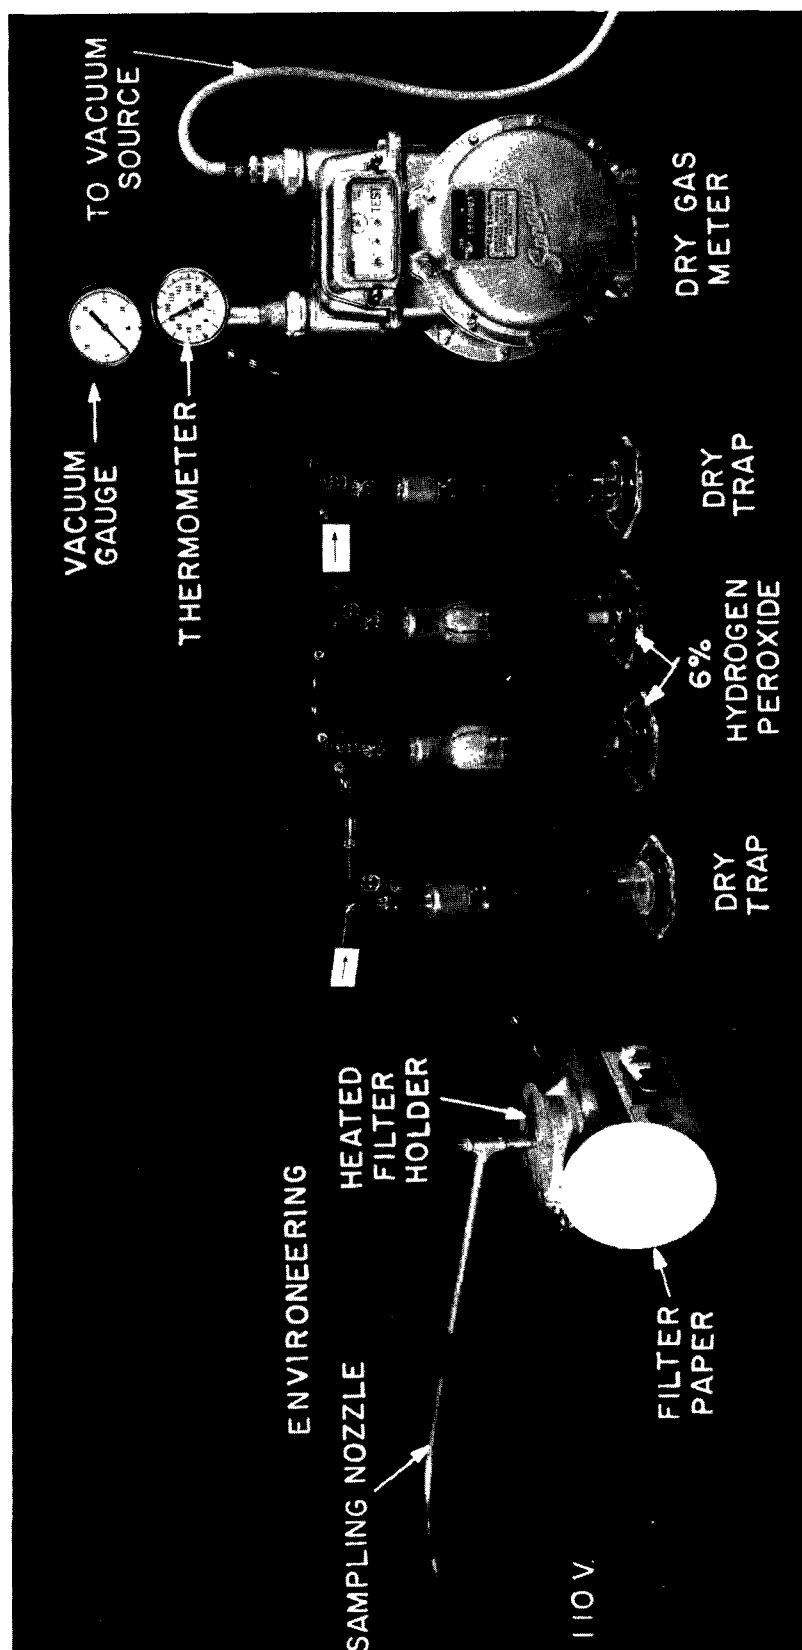 TO VACUUM
SOURCE
VACUUM
GAUGE
THERMOMETER
DRY GAS
METER
TEST
DRY
TRAP
6%
HYDROGEN
PEROXIDE
DRY
TRAP
ENVIRONEERING
HEATED
FILTER
HOLDER
SAMPLING NOZZLE
FILTER
PAPER
110 V.